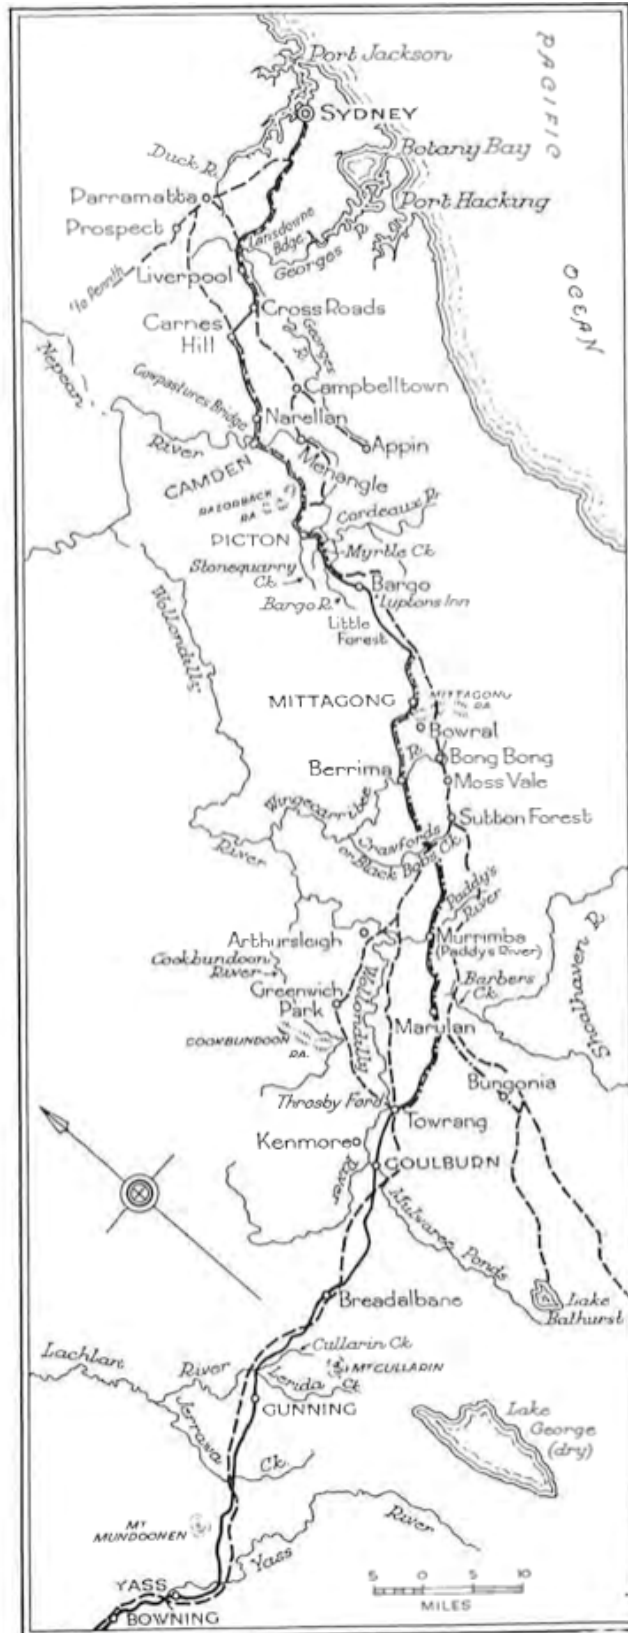 Port Jackson
PACIFIC
SYDNEY
Duck R.
Botany Bay
Parramatta
Port Hacking
Prospect
Lansdowne
Bdge
Georges
to Penrith
Liverpool
OCEAN
Cross Roads
Carnes
Hill
Georges
R.
Nepean
Campbelltown
Cowpastures Bridge
Narellan
River
Appin
CAMDEN
Menangle
RAZORBACK
RA.
Cordeaux R.
PICTON
Myrtle Ck
Stonequarry
Ck.
Bargo
Bargo R.
Luptons Inn
Little
Forest
Wollondilly
MITTAGONG
MITTAGONG
RA.
Bowral
R.
Bong Bong
Berrima
Moss Vale
Wingecarribee
Sutton Forest
Crawfords
or Black Bobs Ck.
River
Paddy's
River
Arthursleigh
Murrimba
(Paddys River)
Cookbundoon
River
Wollondilly
Barbers
Ck.
Shoalhaven R.
Greenwich
Park
Marulan
COOKBUNDOON
RA.
Bungonia
Throsby Ford
Towrang
Kenmore
River
GOULBURN
Mulwaree Ponds
Breadalbane
Lake
Bathurst
Cullarin Ck
Lachlan
River
MT CULLARIN
Lerida
Ck
GUNNING
Lake
George
(dry)
Jerrawa
Ck.
MT
MUNDOONEN
River
Yass
YASS
BOWNING
5 0 5 10
MILES